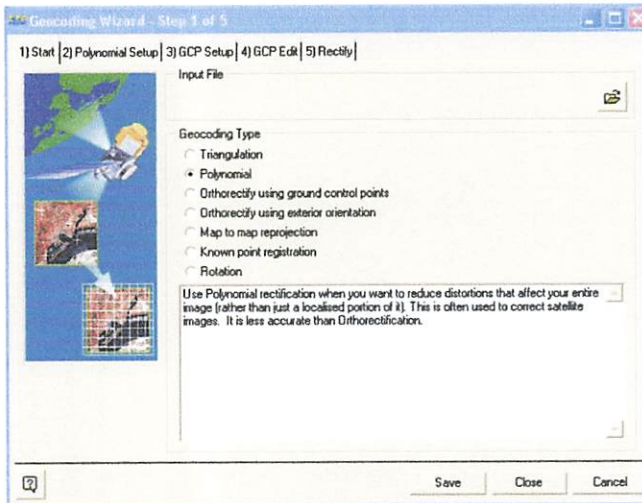 Geocoding Wizard - Step 1 of 5
1) Start 2) Polynomial Setup 3) GCP Setup 4) GCP Edit 5) Rectify
Input File
Geocoding Type
Triangulation
Polynomial
Orthorectify using ground control points
Orthorectify using exterior orientation
Map to map reprojection
Known point registration
Rotation
Use Polynomial rectification when you want to reduce distortions that affect your entire
image (rather than just a localised portion of it). This is often used to correct satellite
images. It is less accurate than Orthorectification.
? Save Close Cancel